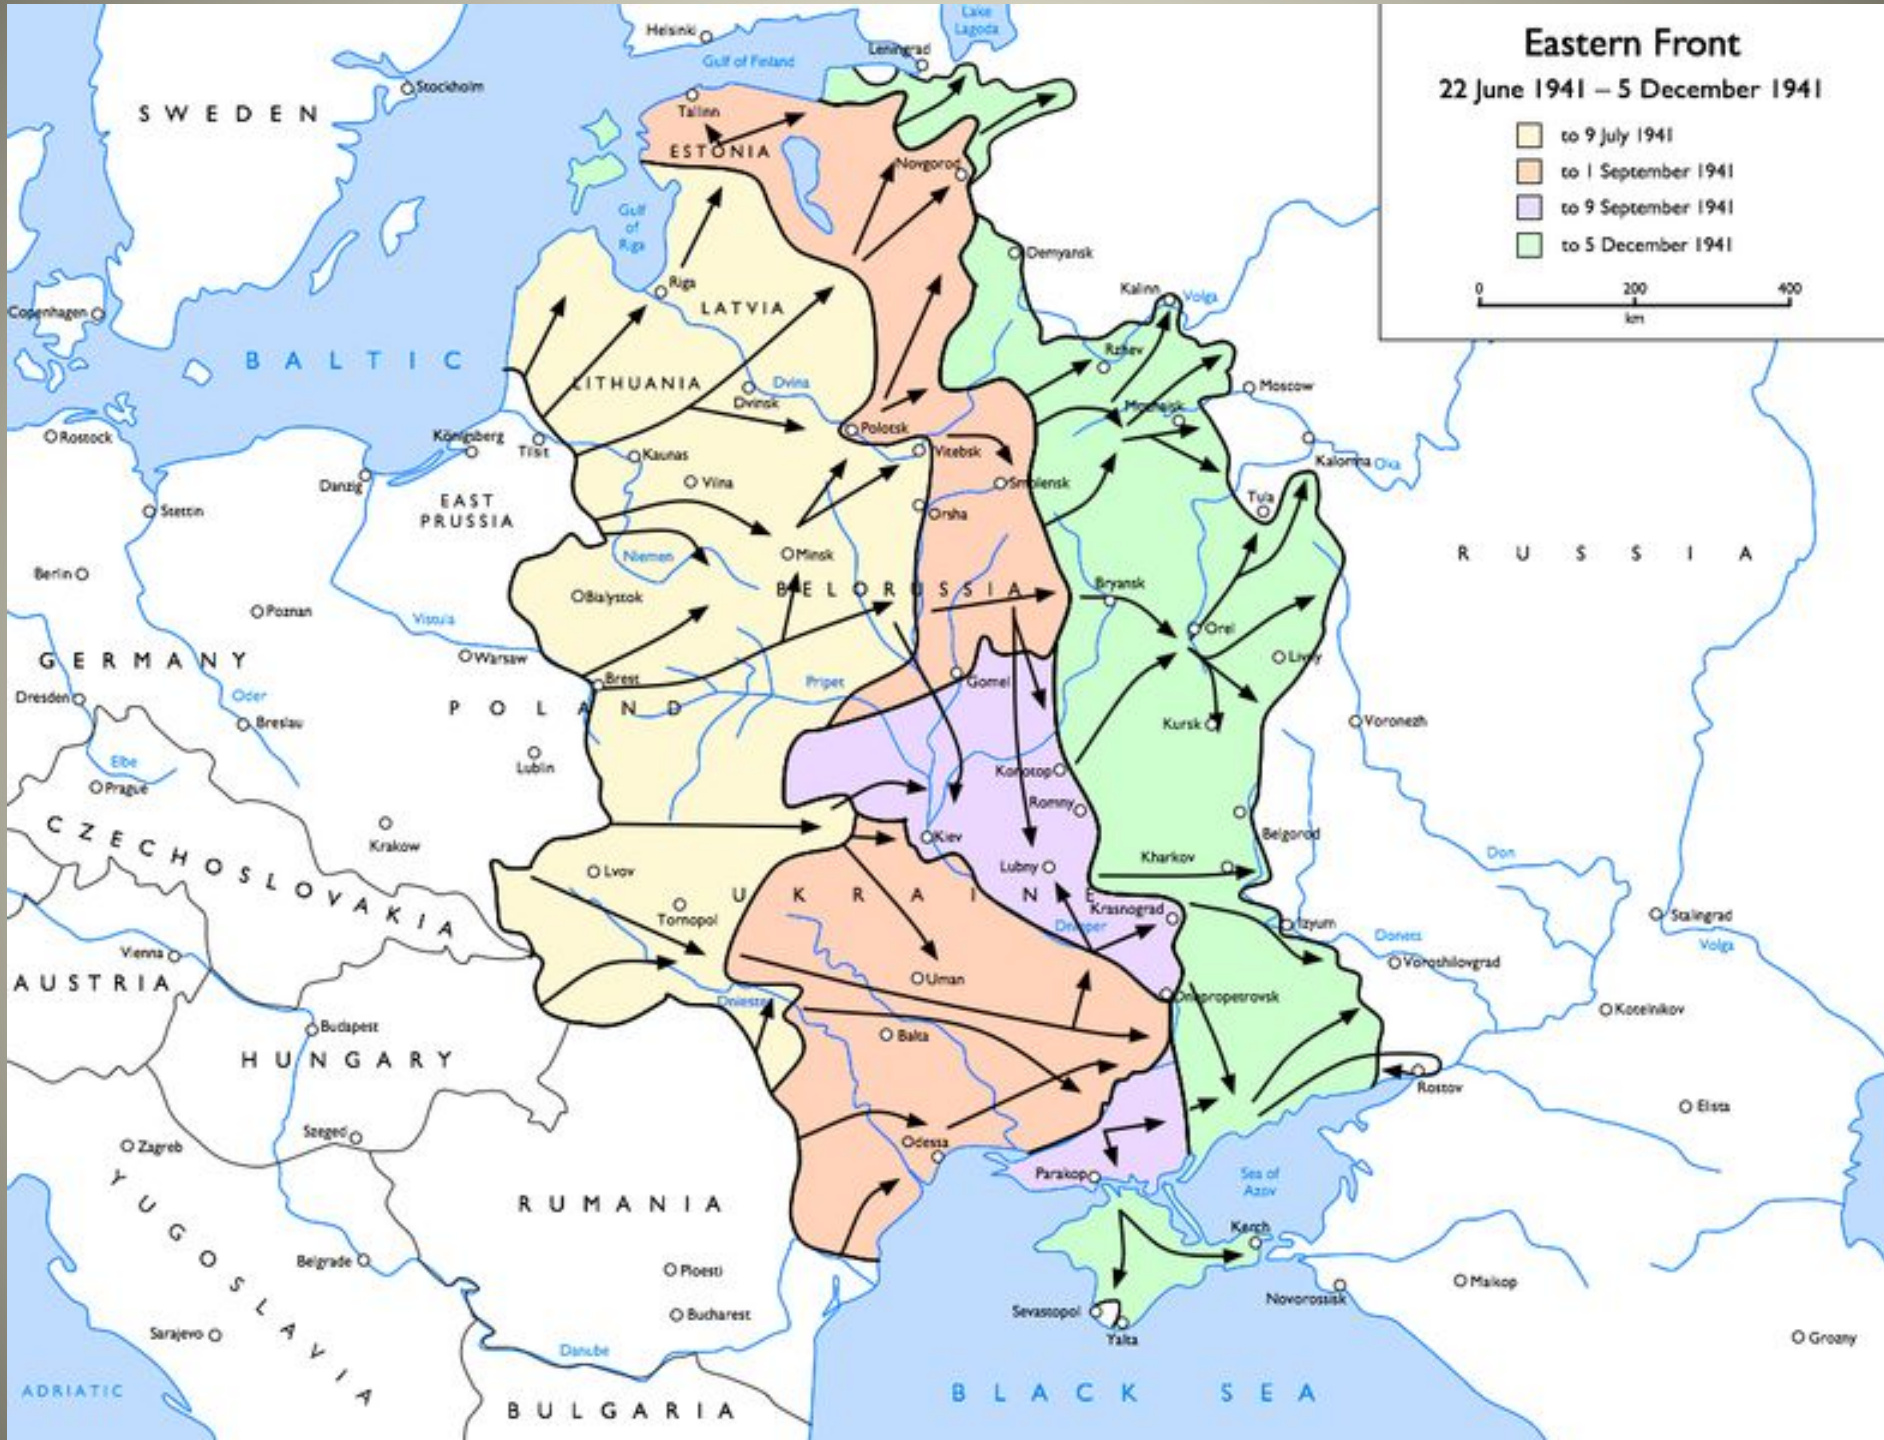 Eastern Front
22 June 1941 – 5 December 1941
to 9 July 1941
to 1 September 1941
to 9 September 1941
to 5 December 1941
0 200 400
km
Lake
Lagoda
Helsinki
Leningrad
Gulf of Finland
Stockholm
SWEDEN
Tallinn
ESTONIA
Novgorod
Gulf
of
Riga
Demyansk
Riga
Kalinn
Volga
LATVIA
Copenhagen
BALTIC
Rzhev
LITHUANIA
Dvina
Moscow
Dvinsk
Mozhaisk
Rostock
Königsberg
Tilsit
Polotsk
Vitebsk
Kaunas
Kalomna
Oka
Danzig
Vilna
Smolensk
EAST
PRUSSIA
Tula
Stettin
Orsha
Niemen
Minsk
RUSSIA
Berlin
Bialystok
BELORUSSIA
Bryansk
Poznan
Vistula
Orel
GERMANY
Warsaw
Livny
Dresden
Oder
Brest
Pripet
Gomel
POLAND
Breslau
Kursk
Voronezh
Elbe
Lublin
Konotop
Prague
Romny
CZECHOSLOVAKIA
Krakow
Kiev
Belgorod
Lvov
Lubny
Kharkov
Don
UKRAINE
Tornopol
Krasnograd
Stalingrad
Dnieper
Izyum
Donets
Volga
Vienna
Voroshilovgrad
AUSTRIA
Uman
Dniester
Dnepropetrovsk
Kotelnikov
Budapest
Balta
HUNGARY
Rostov
Elista
Szeged
Zagreb
Odessa
Parakop
Sea of
Azov
YUGOSLAVIA
RUMANIA
Kerch
Belgrade
Ploesti
Maikop
Novorossisk
Bucharest
Sevastopol
Yalta
Sarajevo
Grozny
Danube
ADRIATIC
BLACK SEA
BULGARIA